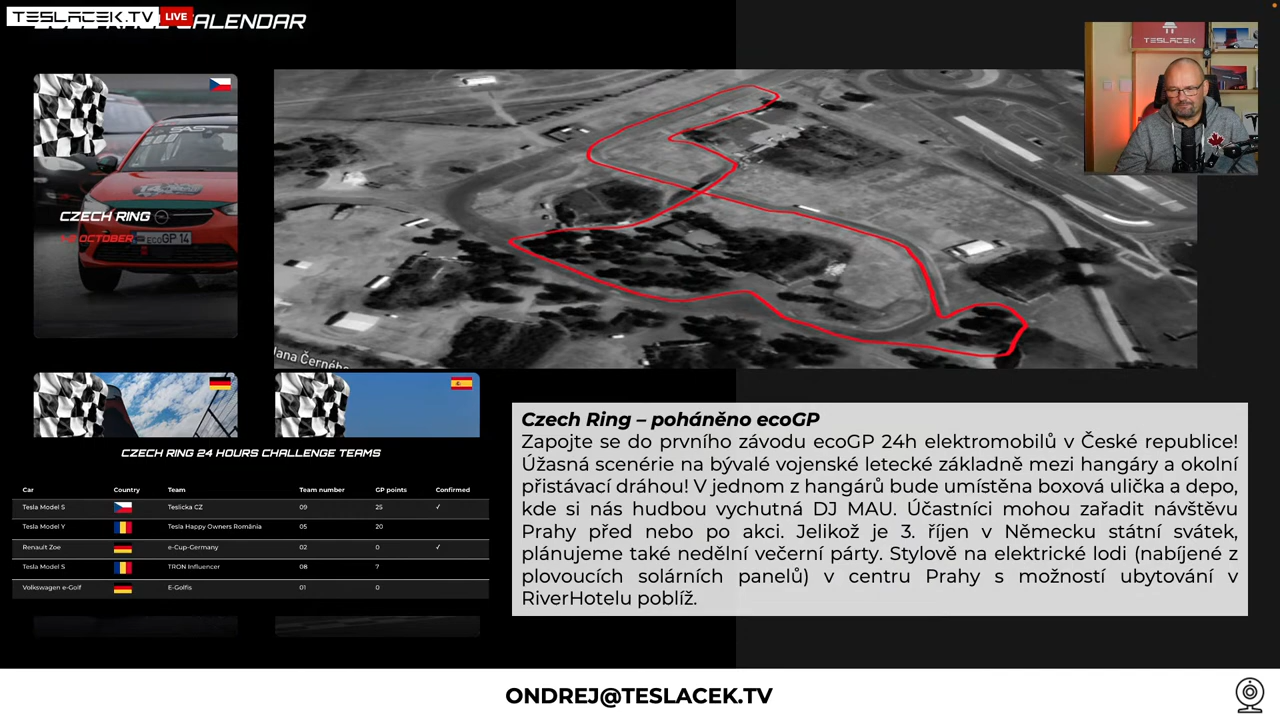 TESLACEK.TV LIVE
CALENDAR
TESLACEK
SAS
ecoGP 14
CZECH RING
OCTOBER
Jana Černého
CZECH RING 24 HOURS CHALLENGE TEAMS
Car Country Team Team number GP points Confirmed
Tesla Model S Teslicka CZ 09 25 ✓
Tesla Model Y Tesla Happy Owners România 05 20
Renault Zoe e-Cup-Germany 02 0 ✓
Tesla Model S TRON Influencer 08 7
Volkswagen e-Golf E-Golfis 01 0
Czech Ring – poháněno ecoGP
Zapojte se do prvního závodu ecoGP 24h elektromobilů v České republice!
Úžasná scenérie na bývalé vojenské letecké základně mezi hangáry a okolní
přistávací dráhou! V jednom z hangárů bude umístěna boxová ulička a depo,
kde si nás hudbou vychutná DJ MAU. Účastníci mohou zařadit návštěvu
Prahy před nebo po akci. Jelikož je 3. říjen v Německu státní svátek,
plánujeme také nedělní večerní párty. Stylově na elektrické lodi (nabíjené z
plovoucích solárních panelů) v centru Prahy s možností ubytování v
RiverHotelu poblíž.
ONDREJ@TESLACEK.TV